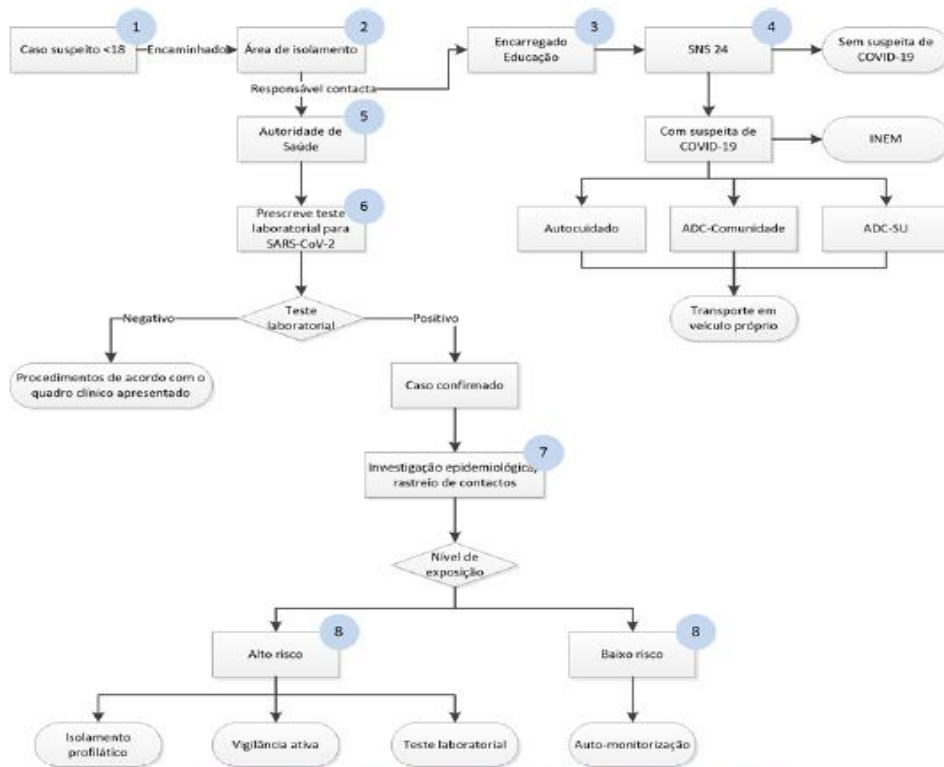 1
2
3
4
Caso suspeito <18
Encaminhado
Área de isolamento
Encarregado
Educação
SNS 24
Sem suspeita de
COVID-19
Responsável contacta
5
Autoridade de
Saúde
Com suspeita de
COVID-19
INEM
6
Prescreve teste
laboratorial para
SARS-CoV-2
Autocuidado
ADC-Comunidade
ADC-SU
Negativo
Teste
laboratorial
Positivo
Transporte em
veículo próprio
Procedimentos de acordo com o
quadro clínico apresentado
Caso confirmado
7
Investigação epidemiológica/
rastreio de contactos
Nível de
exposição
8
8
Alto risco
Baixo risco
Isolamento
profilático
Vigilância ativa
Teste laboratorial
Auto-monitorização